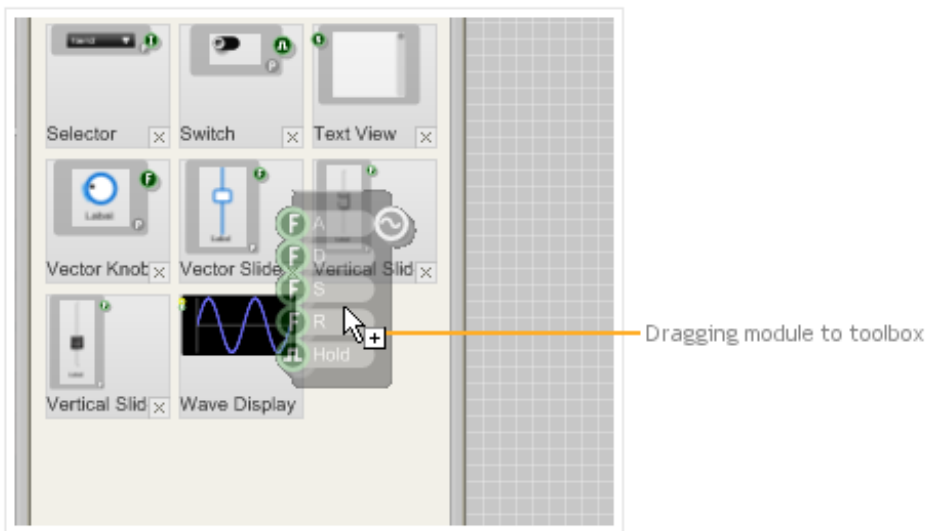 Selector
Switch
Text View
Label
Label
Vector Knob
Vector Slide
Vertical Slid
F A
F D
F S
F R
Hold
Vertical Slid
Wave Display
Dragging module to toolbox